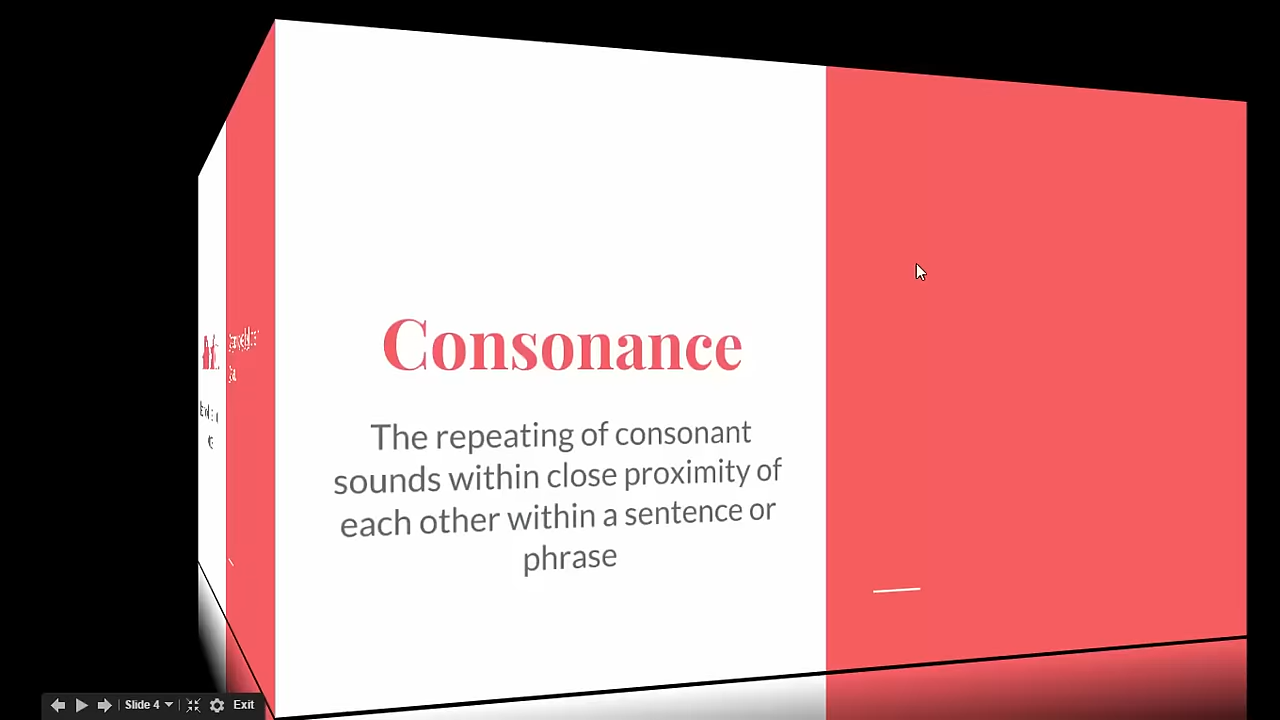 Consonance
The repeating of consonant
sounds within close proximity of
each other within a sentence or
phrase
Slide 4
Exit